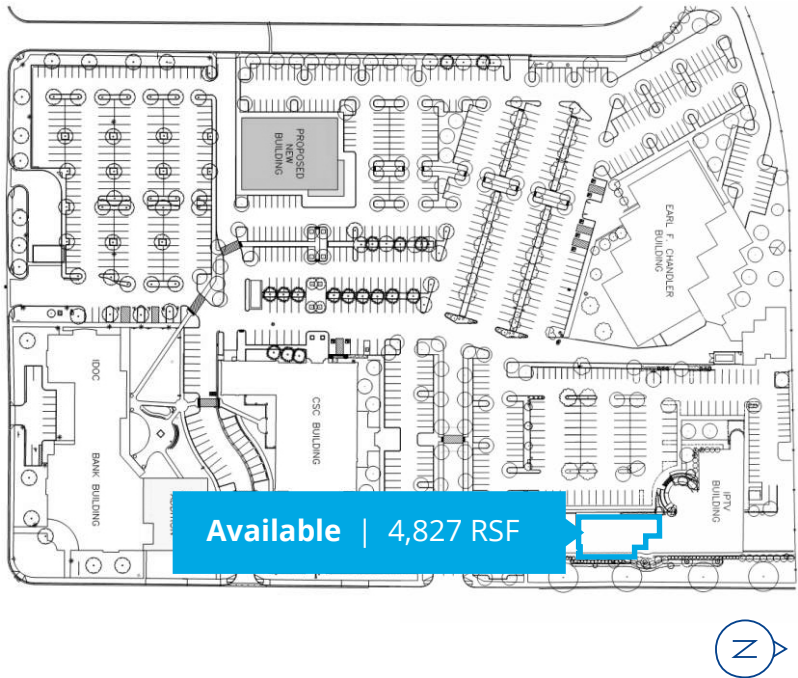 PROPOSED
NEW
BUILDING
EARL F. CHANDLER
BUILDING
IDOC
BANK BUILDING
CSC BUILDING
IPTV
BUILDING
Available | 4,827 RSF
N